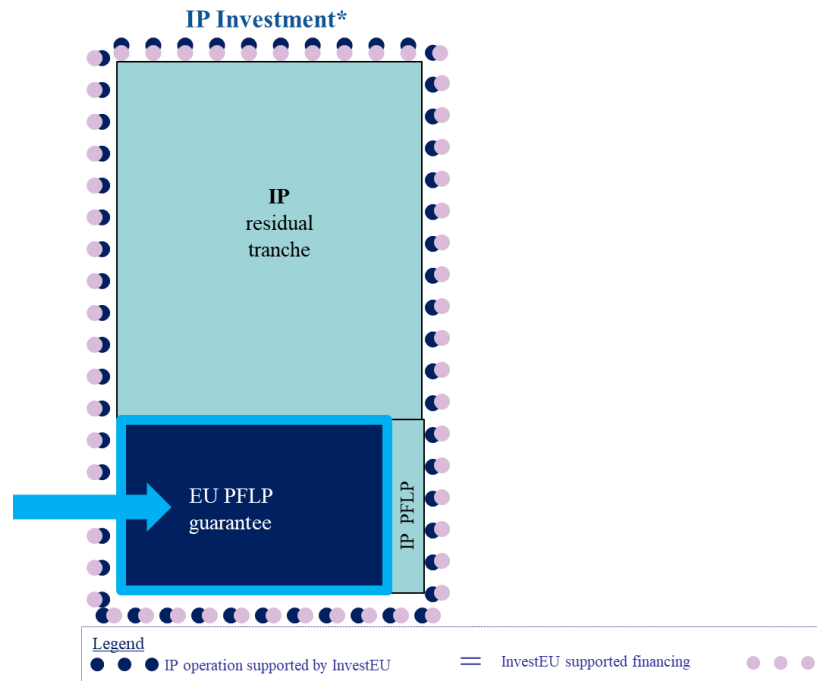 IP Investment*
IP
residual
tranche
EU PFLP
guarantee
IP PFLP
Legend
IP operation supported by InvestEU = InvestEU supported financing